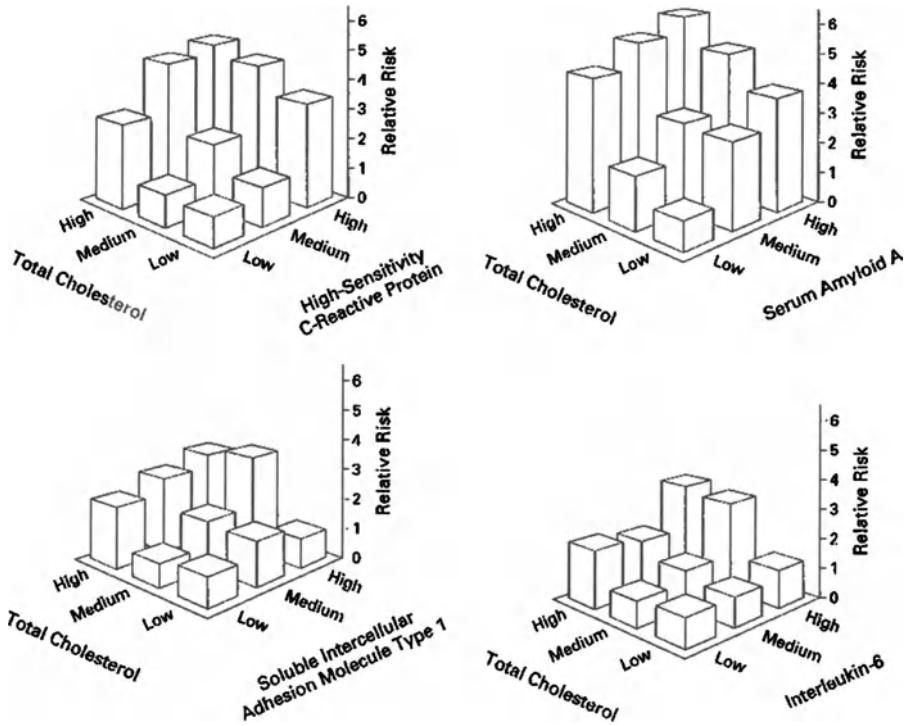 6
5
4
3
2
1
0
Relative Risk
High
Medium
Low
Total Cholesterol
Low
Medium
High
High-Sensitivity
C-Reactive Protein
6
5
4
3
2
1
0
Relative Risk
High
Medium
Low
Total Cholesterol
Low
Medium
High
Serum Amyloid A
6
5
4
3
2
1
0
Relative Risk
High
Medium
Low
Total Cholesterol
Low
Medium
High
Soluble Intercellular
Adhesion Molecule Type 1
6
5
4
3
2
1
0
Relative Risk
High
Medium
Low
Total Cholesterol
Low
Medium
High
Interleukin-6